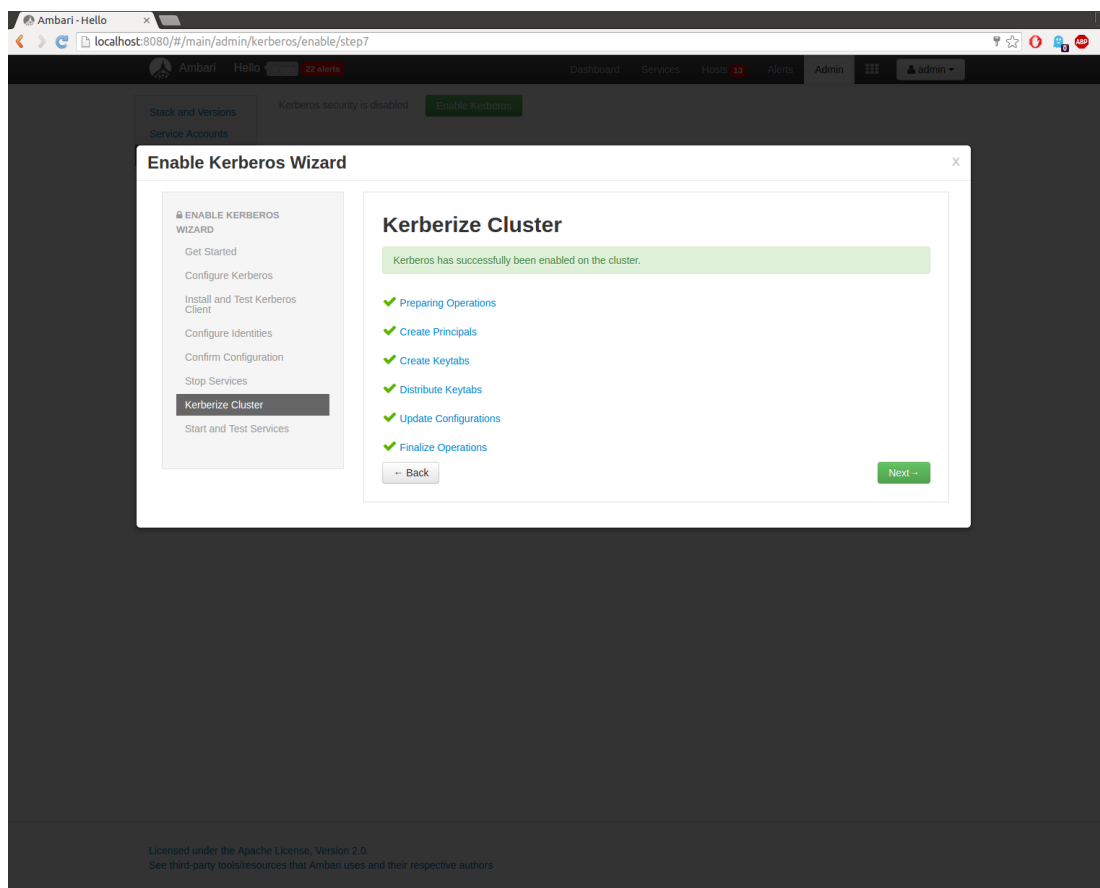 Ambari - Hello
localhost:8080/#/main/admin/kerberos/enable/step7
ABP
0
Ambari Hello 22 alerts Dashboard Services Hosts 13 Alerts Admin admin
Stack and Versions
Service Accounts
Kerberos security is disabled Enable Kerberos
Enable Kerberos Wizard X
ENABLE KERBEROS
WIZARD
Get Started
Configure Kerberos
Install and Test Kerberos
Client
Configure Identities
Confirm Configuration
Stop Services
Kerberize Cluster
Start and Test Services
Kerberize Cluster
Kerberos has successfully been enabled on the cluster.
Preparing Operations
Create Principals
Create Keytabs
Distribute Keytabs
Update Configurations
Finalize Operations
← Back Next→
Licensed under the Apache License, Version 2.0.
See third-party tools/resources that Ambari uses and their respective authors